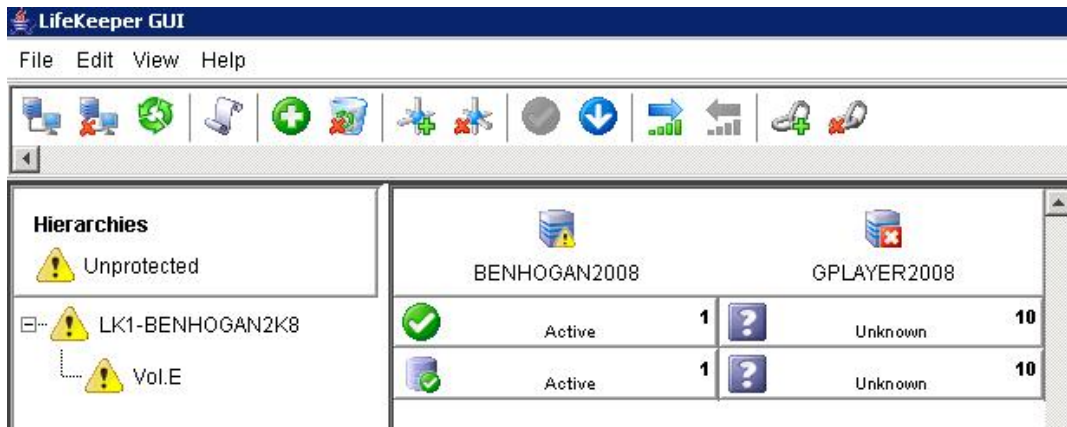 LifeKeeper GUI
File Edit View Help
Hierarchies
Unprotected
BENHOGAN2008 GPLAYER2008
LK1-BENHOGAN2K8 Active 1 ? Unknown 10
Vol.E Active 1 ? Unknown 10